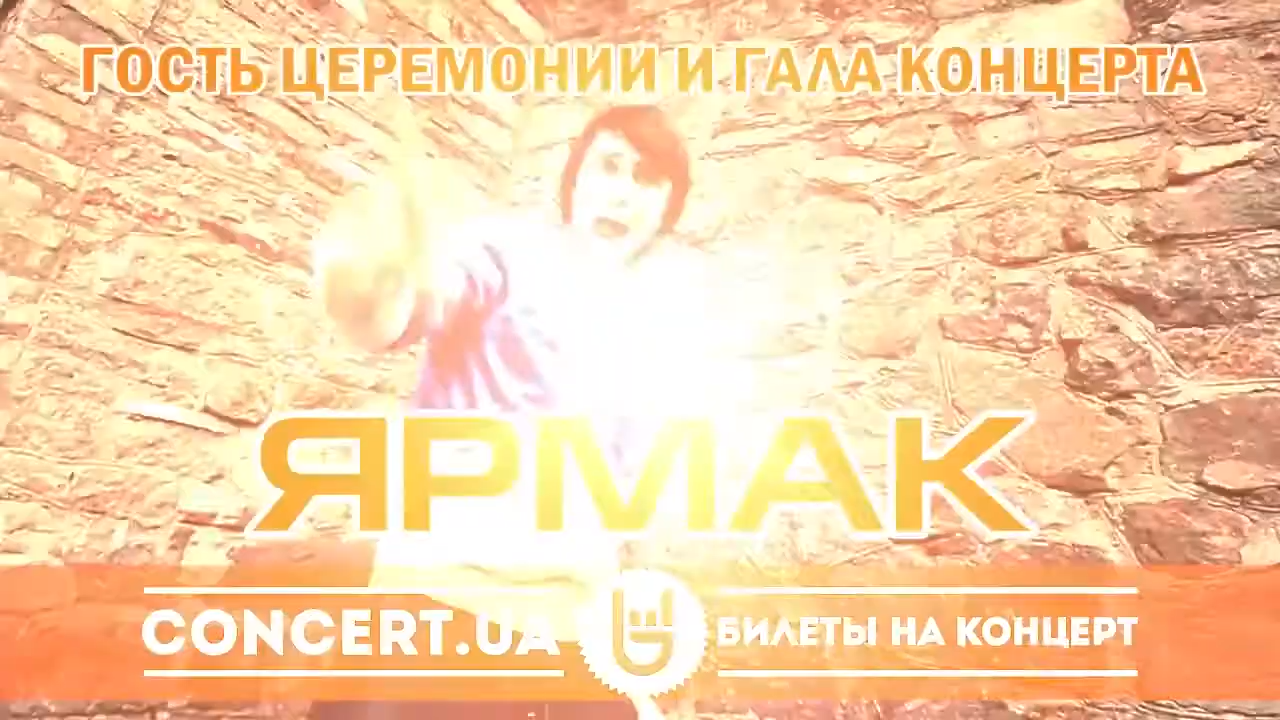 ГОСТЬ ЦЕРЕМОНИИ И ГАЛА КОНЦЕРТА
ЯРМАК
CONCERT.UA
БИЛЕТЫ НА КОНЦЕРТ